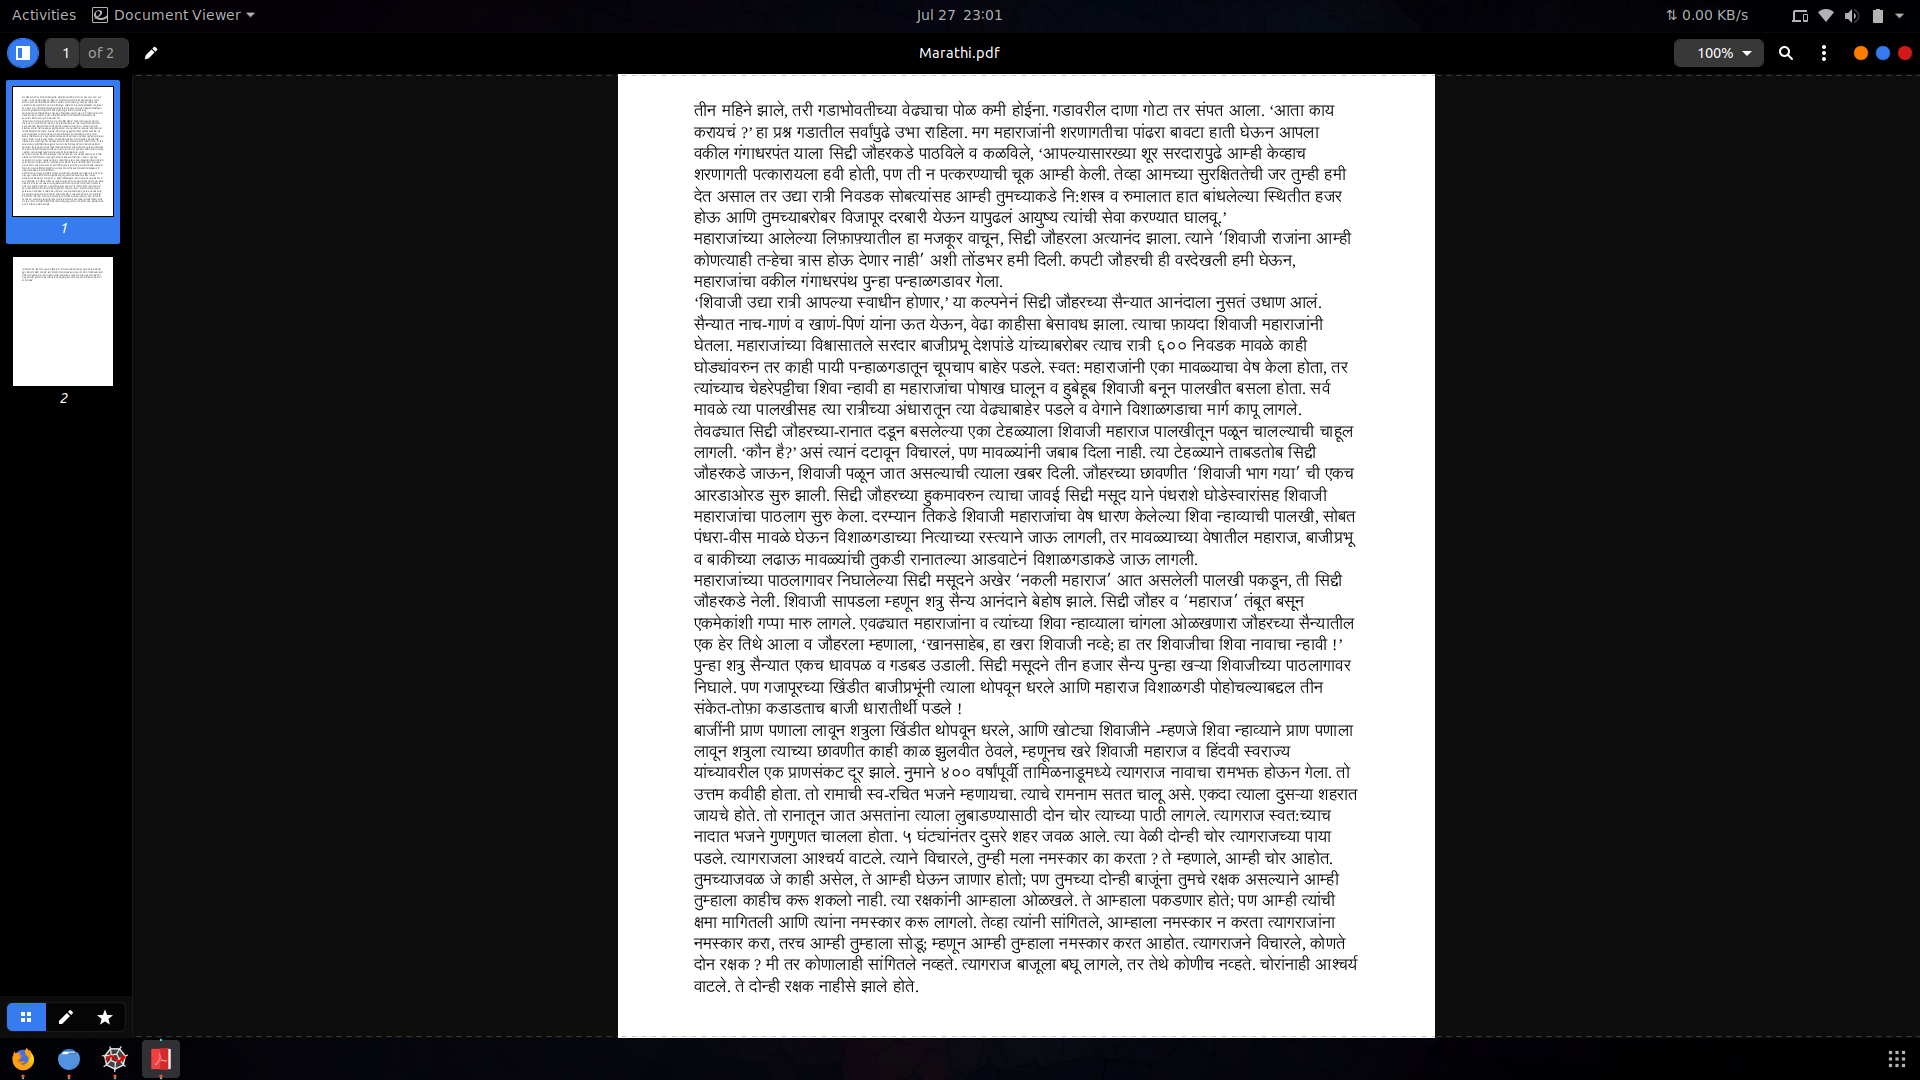 Activities
Document Viewer
Jul 27 23:01
0.00 KB/s
1
of 2
Marathi.pdf
100%
1
2
तीन महिने झाले, तरी गडाभोवतीच्या वेढ्याचा पोळ कमी होईना. गडावरील दाणा गोटा तर संपत आला. ‘आता काय
करायचं ?’ हा प्रश्न गडातील सर्वांपुढे उभा राहिला. मग महाराजांनी शरणागतीचा पांढरा बावटा हाती घेऊन आपला
वकील गंगाधरपंत याला सिद्दी जौहरकडे पाठविले व कळविले, ‘आपल्यासारख्या शूर सरदारापुढे आम्ही केव्हाच
शरणागती पत्कारायला हवी होती, पण ती न पत्करण्याची चूक आम्ही केली. तेव्हा आमच्या सुरक्षिततेची जर तुम्ही हमी
देत असाल तर उद्या रात्री निवडक सोबत्यांसह आम्ही तुमच्याकडे नि:शस्त्र व रुमालात हात बांधलेल्या स्थितीत हजर
होऊ आणि तुमच्याबरोबर विजापूर दरबारी येऊन यापुढलं आयुष्य त्यांची सेवा करण्यात घालवू.’
महाराजांच्या आलेल्या लिफ़ाफ़्यातील हा मजकूर वाचून, सिद्दी जौहरला अत्यानंद झाला. त्याने ‘शिवाजी राजांना आम्ही
कोणत्याही तऱ्हेचा त्रास होऊ देणार नाही’ अशी तोंडभर हमी दिली. कपटी जौहरची ही वरदेखली हमी घेऊन,
महाराजांचा वकील गंगाधरपंथ पुन्हा पन्हाळगडावर गेला.
‘शिवाजी उद्या रात्री आपल्या स्वाधीन होणार,’ या कल्पनेनं सिद्दी जौहरच्या सैन्यात आनंदाला नुसतं उधाण आलं.
सैन्यात नाच-गाणं व खाणं-पिणं यांना ऊत येऊन, वेढा काहीसा बेसावध झाला. त्याचा फ़ायदा शिवाजी महाराजांनी
घेतला. महाराजांच्या विश्वासातले सरदार बाजीप्रभू देशपांडे यांच्याबरोबर त्याच रात्री ६०० निवडक मावळे काही
घोड्यांवरुन तर काही पायी पन्हाळगडातून चूपचाप बाहेर पडले. स्वत: महाराजांनी एका मावळ्याचा वेष केला होता, तर
त्यांच्याच चेहरेपट्टीचा शिवा न्हावी हा महाराजांचा पोषाख घालून व हुबेहूब शिवाजी बनून पालखीत बसला होता. सर्व
मावळे त्या पालखीसह त्या रात्रीच्या अंधारातून त्या वेढ्याबाहेर पडले व वेगाने विशाळगडाचा मार्ग कापू लागले.
तेवढ्यात सिद्दी जौहरच्या-रानात दडून बसलेल्या एका टेहळ्याला शिवाजी महाराज पालखीतून पळून चालल्याची चाहूल
लागली. ‘कौन है?’ असं त्यानं दटावून विचारलं, पण मावळ्यांनी जबाब दिला नाही. त्या टेहळ्याने ताबडतोब सिद्दी
जौहरकडे जाऊन, शिवाजी पळून जात असल्याची त्याला खबर दिली. जौहरच्या छावणीत ‘शिवाजी भाग गया’ ची एकच
आरडाओरड सुरु झाली. सिद्दी जौहरच्या हुकमावरुन त्याचा जावई सिद्दी मसूद याने पंधराशे घोडेस्वारांसह शिवाजी
महाराजांचा पाठलाग सुरु केला. दरम्यान तिकडे शिवाजी महाराजांचा वेष धारण केलेल्या शिवा न्हाव्याची पालखी, सोबत
पंधरा-वीस मावळे घेऊन विशाळगडाच्या नित्याच्या रस्त्याने जाऊ लागली, तर मावळ्याच्या वेषातील महाराज, बाजीप्रभू
व बाकीच्या लढाऊ मावळ्यांची तुकडी रानातल्या आडवाटेनं विशाळगडाकडे जाऊ लागली.
महाराजांच्या पाठलागावर निघालेल्या सिद्दी मसूदने अखेर ‘नकली महाराज’ आत असलेली पालखी पकडून, ती सिद्दी
जौहरकडे नेली. शिवाजी सापडला म्हणून शत्रु सैन्य आनंदाने बेहोष झाले. सिद्दी जौहर व ‘महाराज’ तंबूत बसून
एकमेकांशी गप्पा मारु लागले. एवढ्यात महाराजांना व त्यांच्या शिवा न्हाव्याला चांगला ओळखणारा जौहरच्या सैन्यातील
एक हेर तिथे आला व जौहरला म्हणाला, ‘खानसाहेब, हा खरा शिवाजी नव्हे; हा तर शिवाजीचा शिवा नावाचा न्हावी !’
पुन्हा शत्रु सैन्यात एकच धावपळ व गडबड उडाली. सिद्दी मसूदने तीन हजार सैन्य पुन्हा खऱ्या शिवाजीच्या पाठलागावर
निघाले. पण गजापूरच्या खिंडीत बाजीप्रभूंनी त्याला थोपवून धरले आणि महाराज विशाळगडी पोहोचल्याबद्दल तीन
संकेत-तोफ़ा कडाडताच बाजी धारातीर्थी पडले !
बाजींनी प्राण पणाला लावून शत्रुला खिंडीत थोपवून धरले, आणि खोट्या शिवाजीने -म्हणजे शिवा न्हाव्याने प्राण पणाला
लावून शत्रुला त्याच्या छावणीत काही काळ झुलवीत ठेवले, म्हणूनच खरे शिवाजी महाराज व हिंदवी स्वराज्य
यांच्यावरील एक प्राणसंकट दूर झाले. नुमाने ४०० वर्षांपूर्वी तामिळनाडूमध्ये त्यागराज नावाचा रामभक्त होऊन गेला. तो
उत्तम कवीही होता. तो रामाची स्व-रचित भजने म्हणायचा. त्याचे रामनाम सतत चालू असे. एकदा त्याला दुसऱ्या शहरात
जायचे होते. तो रानातून जात असतांना त्याला लुबाडण्यासाठी दोन चोर त्याच्या पाठी लागले. त्यागराज स्वत:च्याच
नादात भजने गुणगुणत चालला होता. ५ घंट्यांनंतर दुसरे शहर जवळ आले. त्या वेळी दोन्ही चोर त्यागराजच्या पाया
पडले. त्यागराजला आश्‍चर्य वाटले. त्याने विचारले, तुम्ही मला नमस्कार का करता ? ते म्हणाले, आम्ही चोर आहोत.
तुमच्याजवळ जे काही असेल, ते आम्ही घेऊन जाणार होतो; पण तुमच्या दोन्ही बाजूंना तुमचे रक्षक असल्याने आम्ही
तुम्हाला काहीच करू शकलो नाही. त्या रक्षकांनी आम्हाला ओळखले. ते आम्हाला पकडणार होते; पण आम्ही त्यांची
क्षमा मागितली आणि त्यांना नमस्कार करू लागलो. तेव्हा त्यांनी सांगितले, आम्हाला नमस्कार न करता त्यागराजांना
नमस्कार करा, तरच आम्ही तुम्हाला सोडू; म्हणून आम्ही तुम्हाला नमस्कार करत आहोत. त्यागराजने विचारले, कोणते
दोन रक्षक ? मी तर कोणालाही सांगितले नव्हते. त्यागराज बाजूला बघू लागले, तर तेथे कोणीच नव्हते. चोरांनाही आश्‍चर्य
वाटले. ते दोन्ही रक्षक नाहीसे झाले होते.